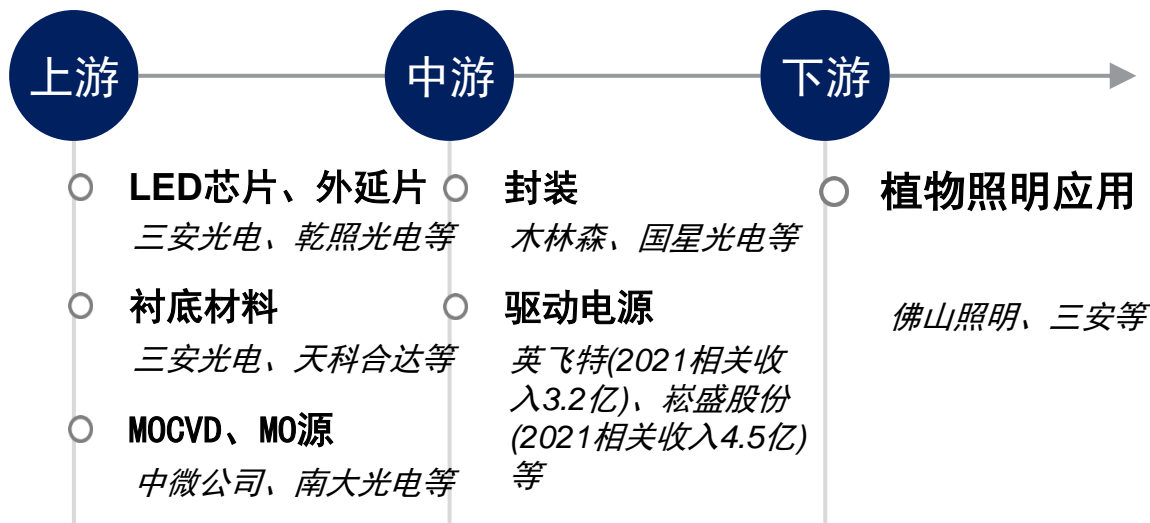 上游
中游
下游
LED芯片、外延片
三安光电、乾照光电等
衬底材料
三安光电、天科合达等
MOCVD、MO源
中微公司、南大光电等
封装
木林森、国星光电等
驱动电源
英飞特(2021相关收
入3.2亿)、崧盛股份
(2021相关收入4.5亿)
等
植物照明应用
佛山照明、三安等